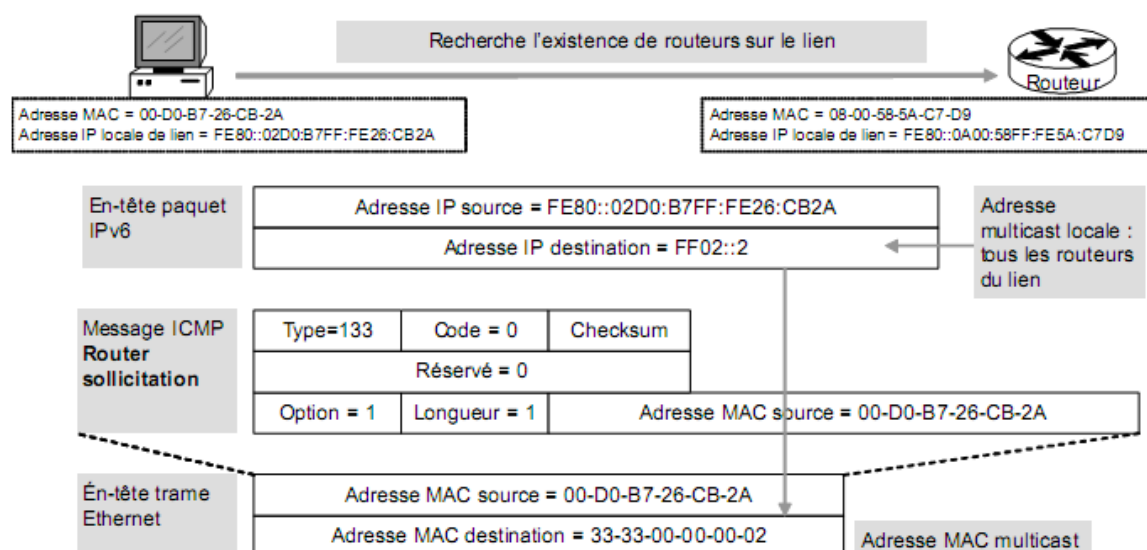 Recherche l'existence de routeurs sur le lien
Routeur
Adresse MAC = 00-D0-B7-26-CB-2A
Adresse IP locale de lien = FE80::02D0:B7FF:FE26:CB2A
Adresse MAC = 08-00-58-5A-C7-D9
Adresse IP locale de lien = FE80::0A00:58FF:FE5A:C7D9
En-tête paquet
IPv6
Adresse IP source = FE80::02D0:B7FF:FE26:CB2A
Adresse IP destination = FF02::2
Adresse
multicast locale :
tous les routeurs
du lien
Message ICMP
Router
sollicitation
Type=133
Code = 0
Checksum
Réservé = 0
Option = 1
Longueur = 1
Adresse MAC source = 00-D0-B7-26-CB-2A
Én-tête trame
Ethernet
Adresse MAC source = 00-D0-B7-26-CB-2A
Adresse MAC destination = 33-33-00-00-00-02
Adresse MAC multicast